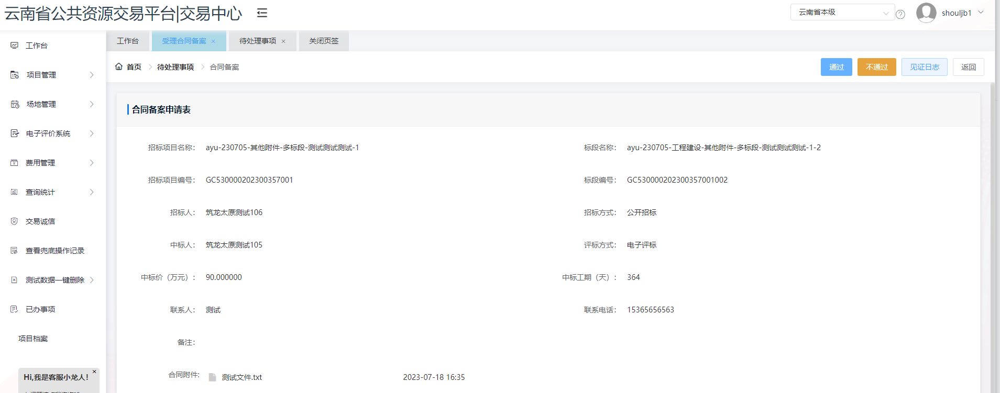 云南省公共资源交易平台|交易中心
云南省本级
shouljb1
工作台
项目管理
场地管理
电子评价系统
费用管理
查询统计
交易诚信
查看兜底操作记录
测试数据一键删除
已办事项
项目档案
Hi,我是客服小龙人!
×
工作台
受理合同备案 ×
待处理事项 ×
关闭页签
首页 > 待处理事项 > 合同备案
通过
不通过
见证日志
返回
合同备案申请表
招标项目名称: ayu-230705-其他附件-多标段-测试测试测试-1
标段名称: ayu-230705-工程建设-其他附件-多标段-测试测试测试-1-2
招标项目编号: GC530000202300357001
标段编号: GC530000202300357001002
招标人: 筑龙太原测试106
招标方式: 公开招标
中标人: 筑龙太原测试105
评标方式: 电子评标
中标价（万元）: 90.000000
中标工期（天）: 364
联系人: 测试
联系电话: 15365656563
备注:
合同附件: 测试文件.txt 2023-07-18 16:35